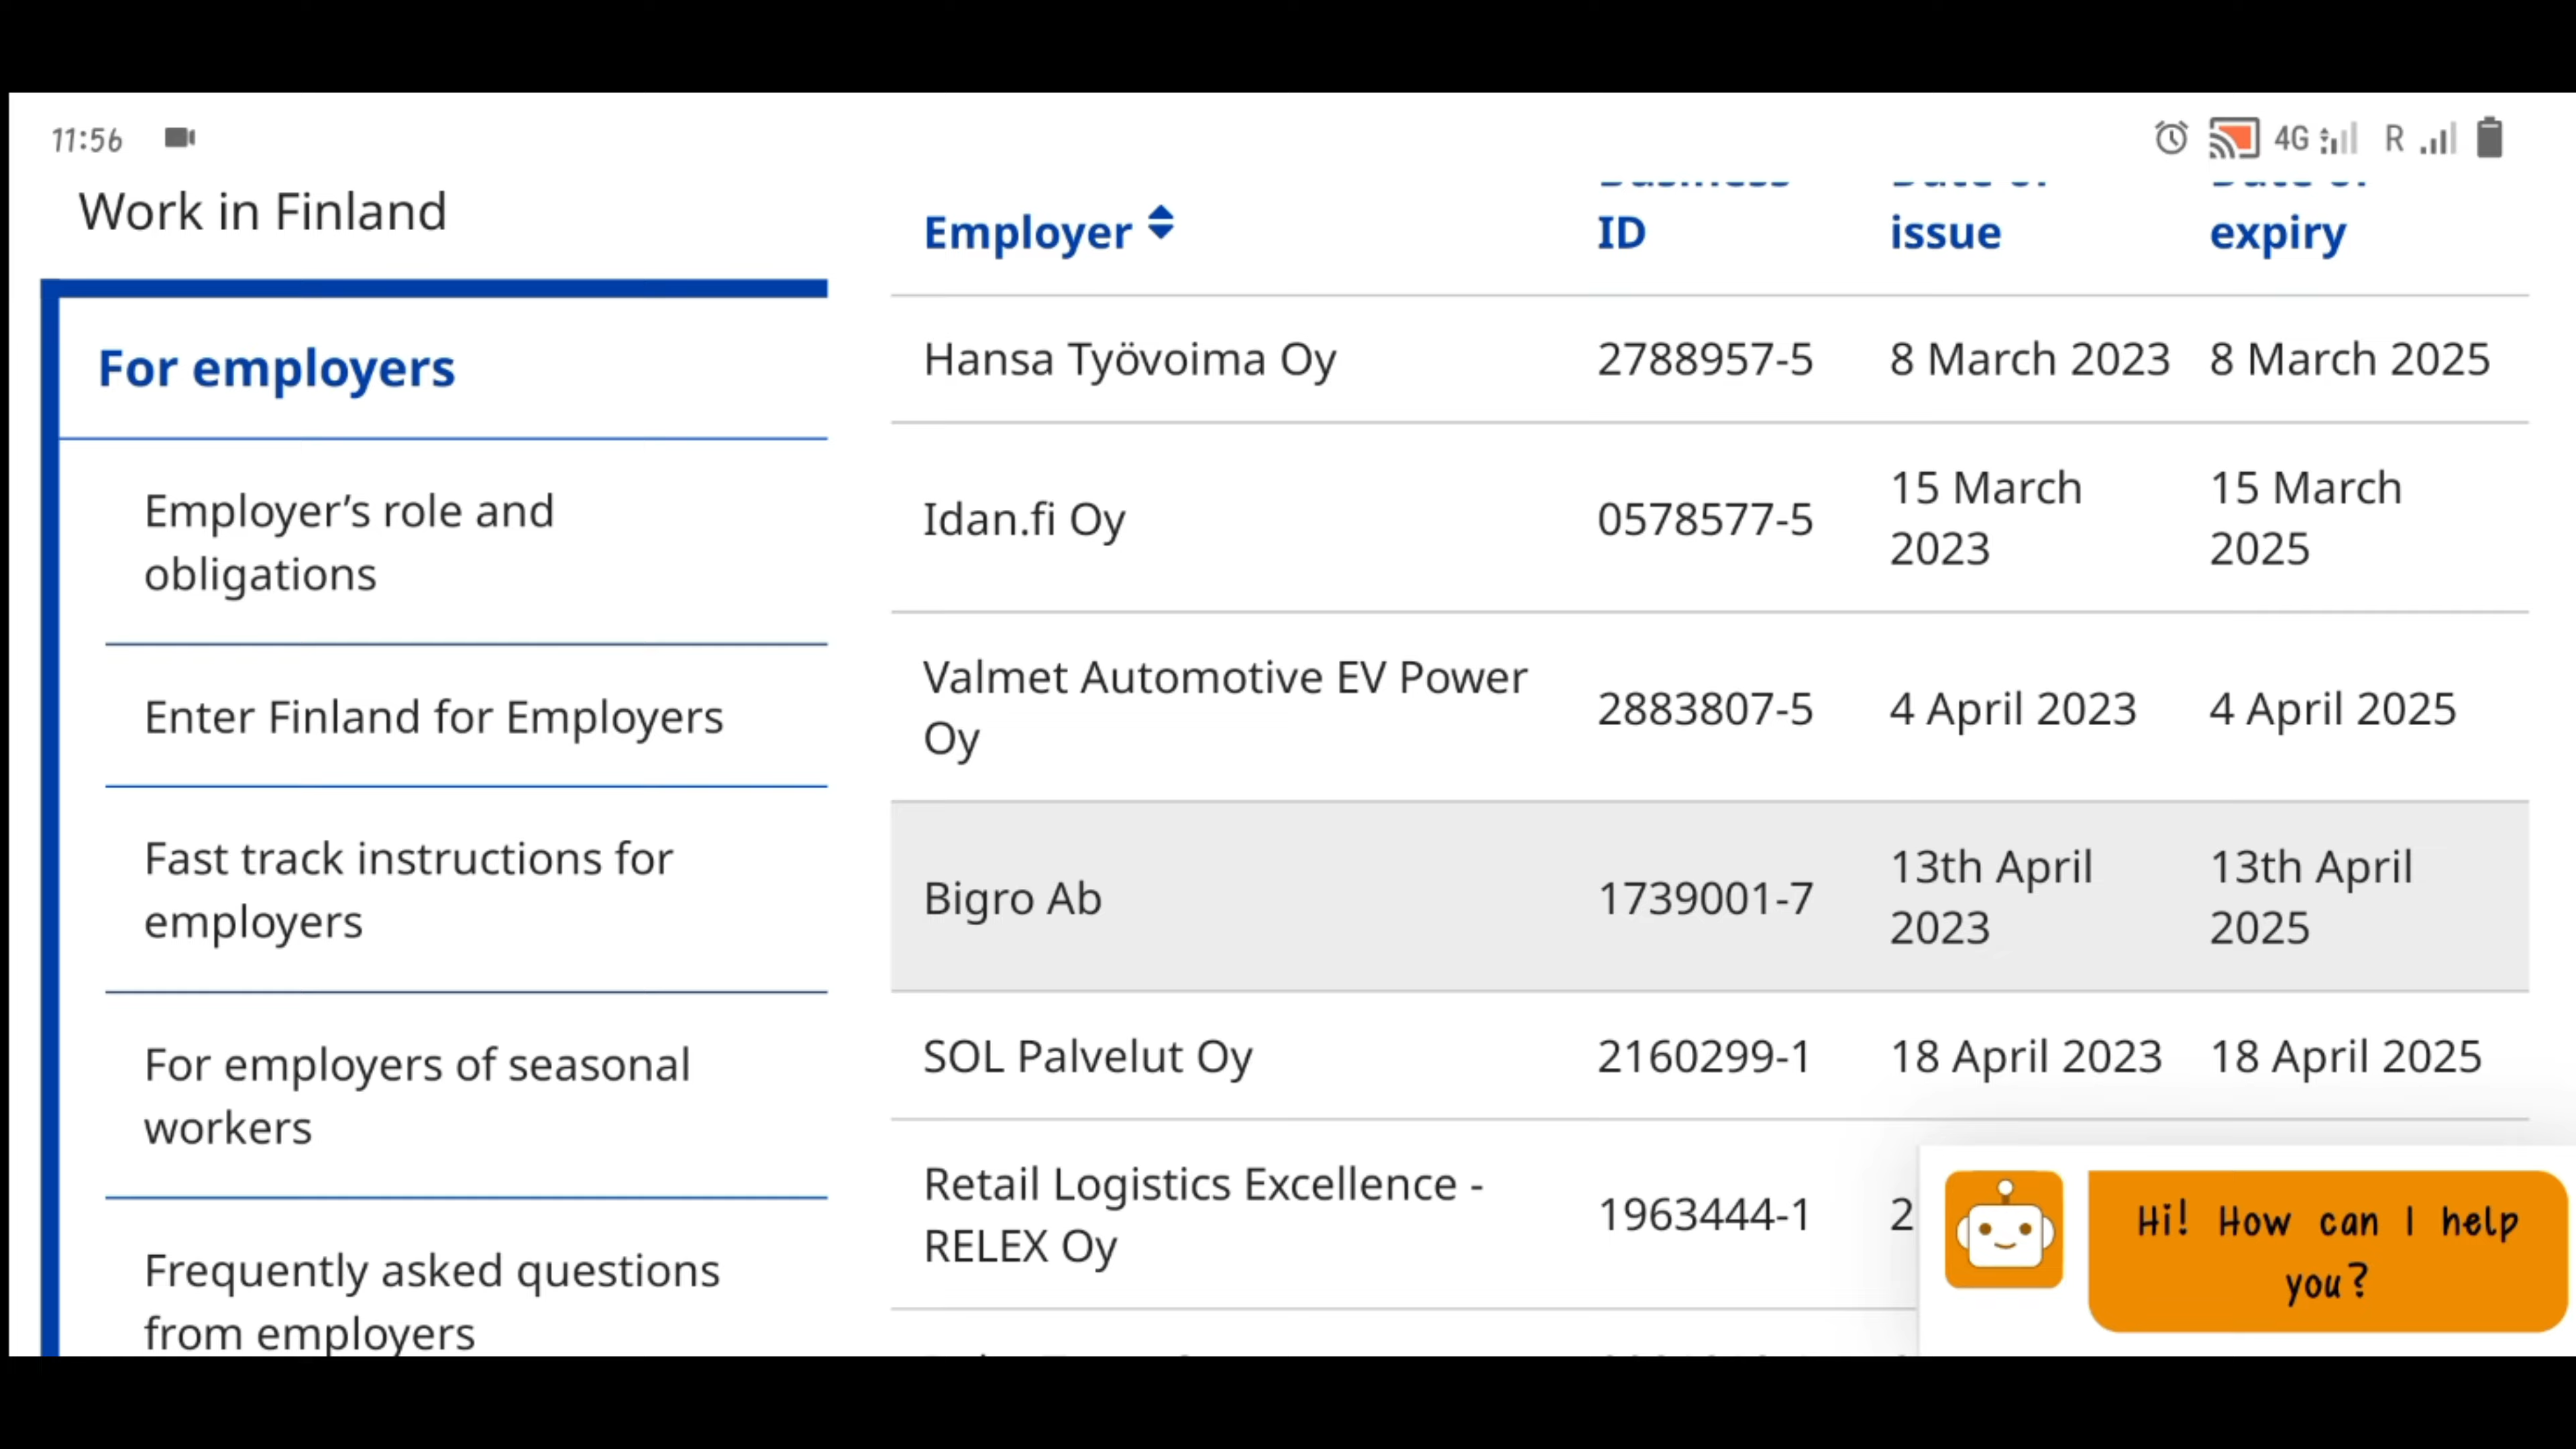 11:56
4G
R
Work in Finland
For employers
Employer’s role and
obligations
Enter Finland for Employers
Fast track instructions for
employers
For employers of seasonal
workers
Frequently asked questions
from employers
Employer
ID
issue
expiry
Hansa Työvoima Oy 2788957-5 8 March 2023 8 March 2025
Idan.fi Oy 0578577-5 15 March 15 March
2023 2025
Valmet Automotive EV Power
Oy
2883807-5 4 April 2023 4 April 2025
Bigro Ab 1739001-7 13th April 13th April
2023 2025
SOL Palvelut Oy 2160299-1 18 April 2023 18 April 2025
Retail Logistics Excellence -
RELEX Oy
1963444-1 2
Hi! How can I help
you?